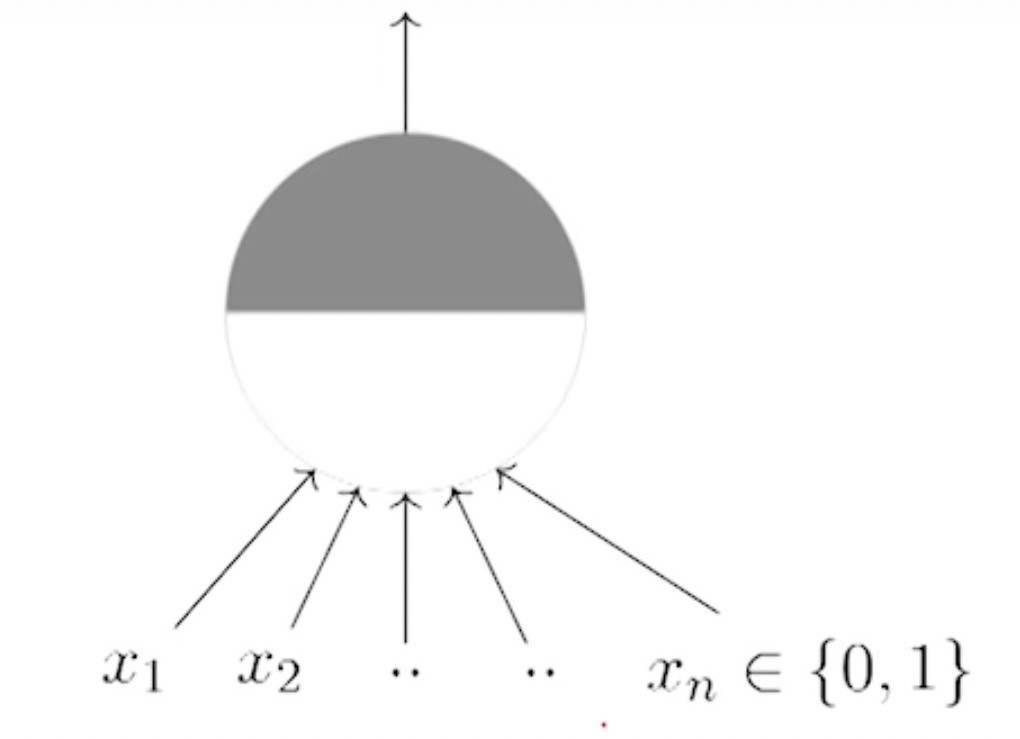 x₁ x₂ .. .. xₙ ∈ {0, 1}